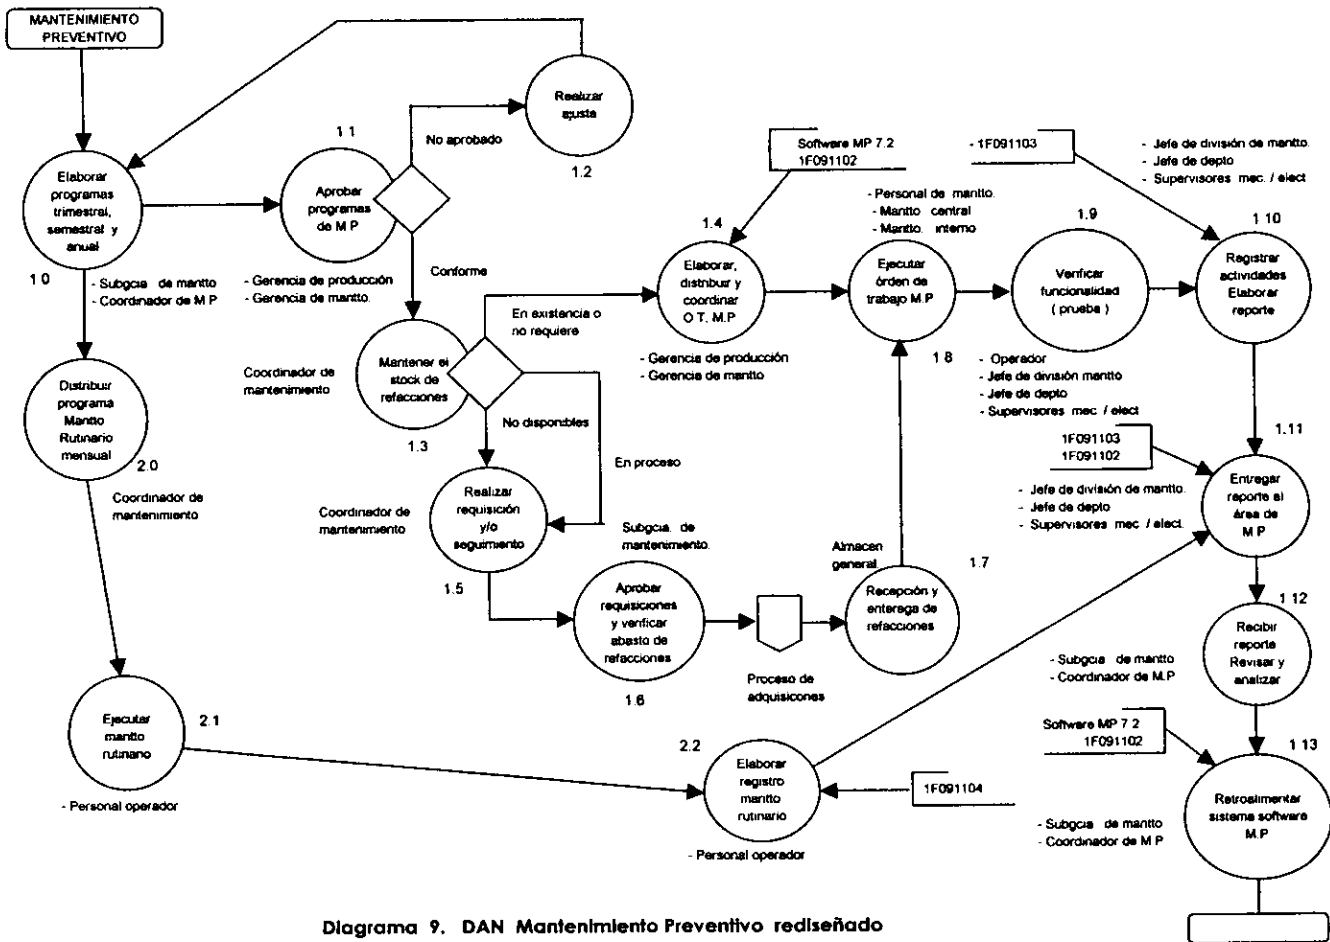 MANTENIMIENTO
PREVENTIVO
Realizar
ajusta
1.2
No aprobado
1 1
Aprobar
programas
de M P
- Gerencia de producción
- Gerencia de mantto.
Elaborar
programas
trimestral,
semestral y
anual
1 0
- Subgcia de mantto
- Coordinador de M P
Conforme
Distribuir
programa
Mantto
Rutinario
mensual
2.0
Coordinador de
mantenimiento
Coordinador de
mantenimiento
Mantener el
stock de
refacciones
1.3
En existencia o
no requiere
No disponibles
En proceso
Coordinador de
mantenimiento
Realizar
requisición
y/o
seguimiento
1.5
Software MP 7.2
1F091102
1.4
Elaborar,
distribuir y
coordinar
O T. M.P
- Gerencia de producción
- Gerencia de mantto
- Personal de mantto.
- Mantto central
- Mantto. interno
Ejecutar
órden de
trabajo M.P
1 8
- 1F091103
- Jefe de división de mantto.
- Jefe de depto
- Supervisores mec. / elect
1.9
Verificar
funcionalidad
( prueba )
- Operador
- Jefe de división mantto
- Jefe de depto
- Supervisores mec / elect
1 10
Registrar
actividades
Elaborar
reporte
1F091103
1F091102
- Jefe de división de mantto.
- Jefe de depto
- Supervisores mec / elect.
1.11
Entregar
reporte al
área de
M P
Subgcia. de
mantenimiento.
Aprobar
requisiciones
y verificar
abasto de
refacciones
1.6
Proceso de
adquisicones
Almacen
general.
1.7
Recepción y
enterega de
refacciones
1 12
Recibir
reporte
Revisar y
analizar
- Subgcia de mantto
- Coordinador de M.P
Ejecutar
mantto
rutinario
2.1
- Personal operador
2.2
Elaborar
registro
mantto
rutinario
- Personal operador
1F091104
Software MP 7 2
1F091102
1 13
Retroalimentar
sistema software
M.P
- Subgcia de mantto
- Coordinador de M P
Diagrama 9. DAN Mantenimiento Preventivo rediseñado